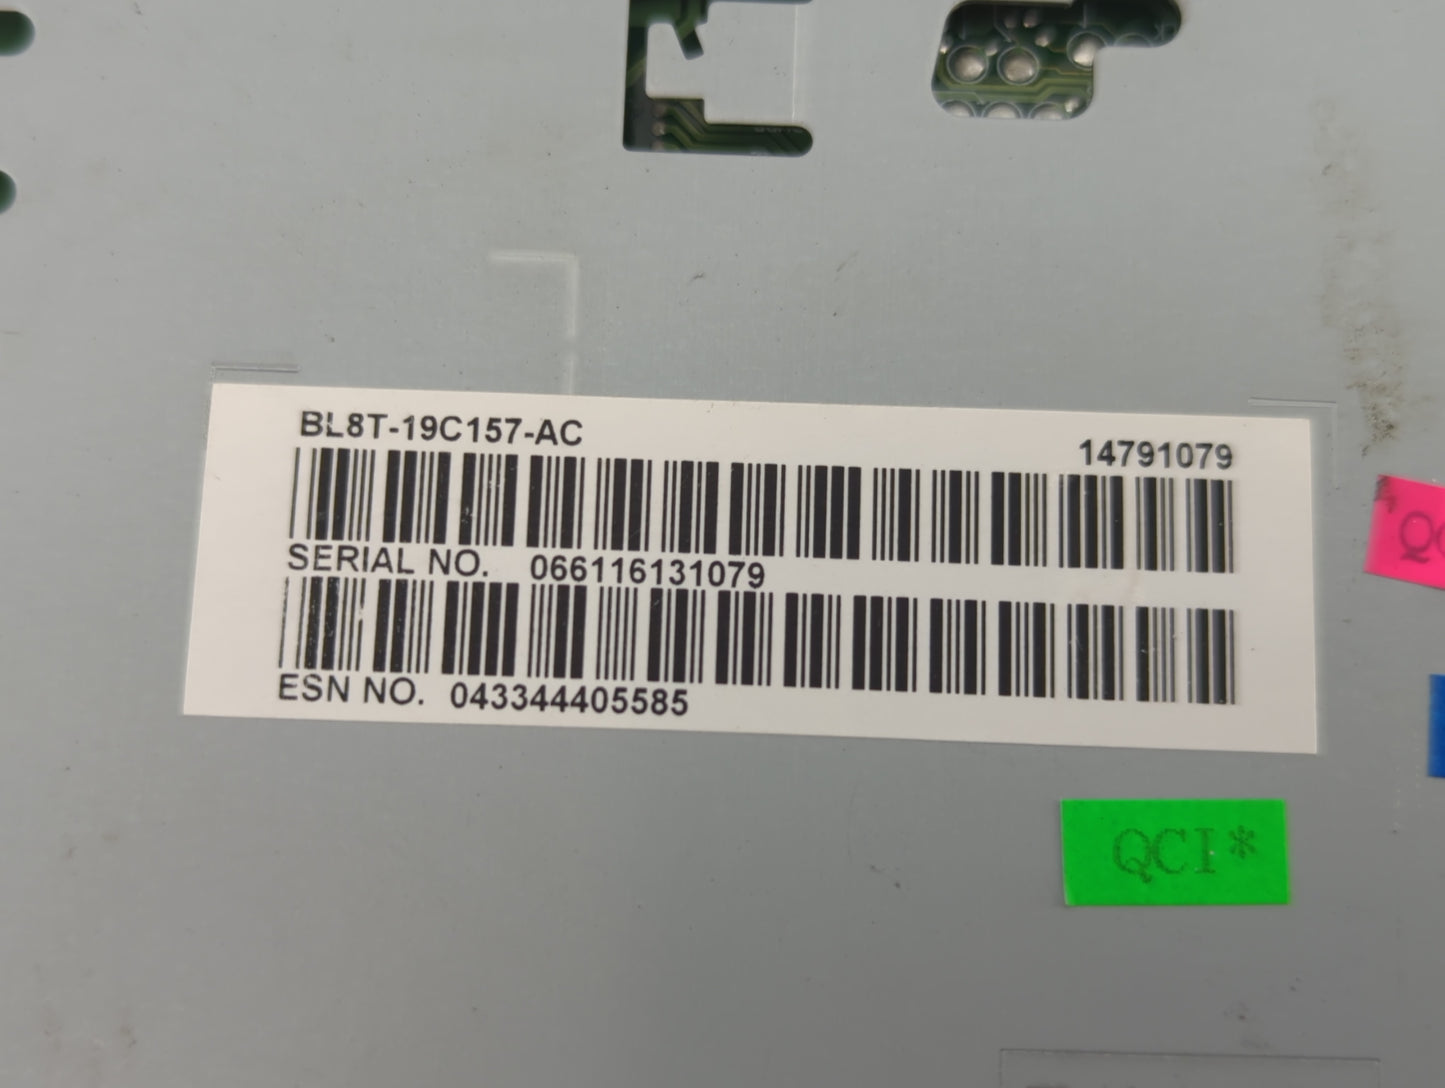 BL8T-19C157-AC
14791079
SERIAL NO. 066116131079
ESN NO. 043344405585
QCI*